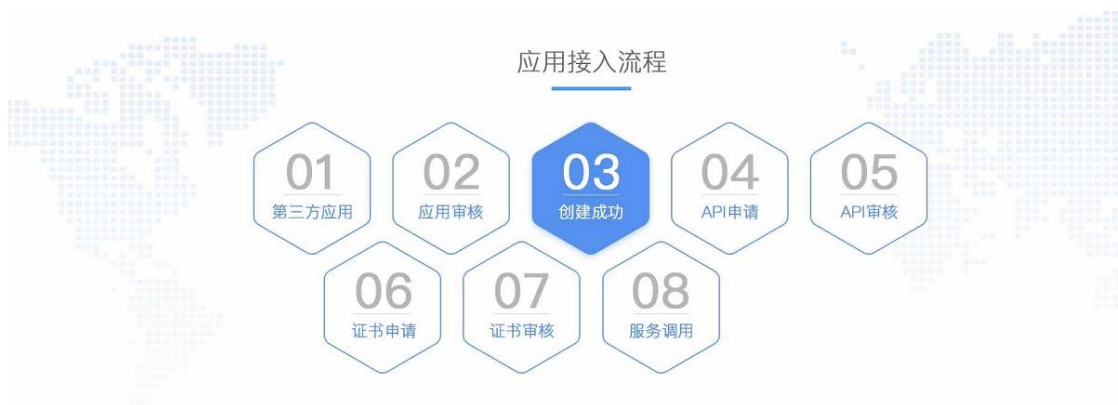 应用接入流程
01
第三方应用
02
应用审核
03
创建成功
04
API申请
05
API审核
06
证书申请
07
证书审核
08
服务调用